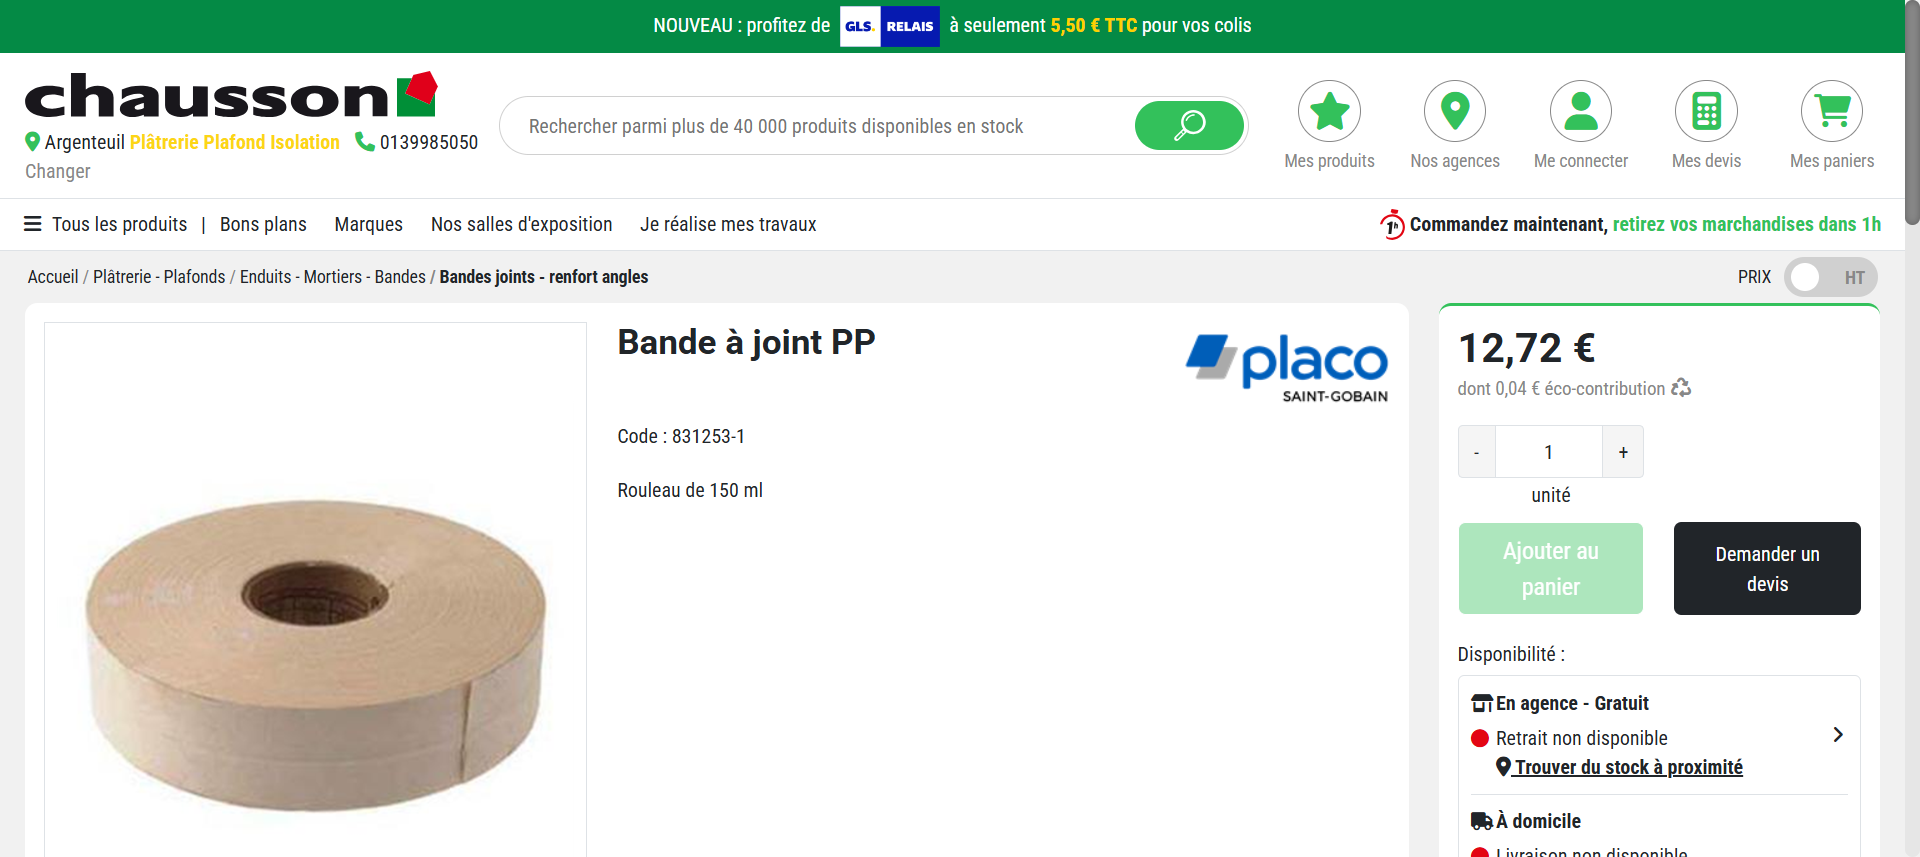 NOUVEAU : profitez de GLS. RELAIS à seulement 5,50 € TTC pour vos colis
chausson
Argenteuil Plâtrerie Plafond Isolation 0139985050
Changer
Rechercher parmi plus de 40 000 produits disponibles en stock
Mes produits
Nos agences
Me connecter
Mes devis
Mes paniers
Tous les produits | Bons plans Marques Nos salles d'exposition Je réalise mes travaux
1h Commandez maintenant, retirez vos marchandises dans 1h
Accueil / Plâtrerie - Plafonds / Enduits - Mortiers - Bandes / Bandes joints - renfort angles
PRIX HT
Bande à joint PP
placo
SAINT-GOBAIN
Code : 831253-1
Rouleau de 150 ml
12,72 €
dont 0,04 € éco-contribution
- 1 +
unité
Ajouter au
panier
Demander un
devis
Disponibilité :
En agence - Gratuit
Retrait non disponible
Trouver du stock à proximité
À domicile
Livraison non disponible